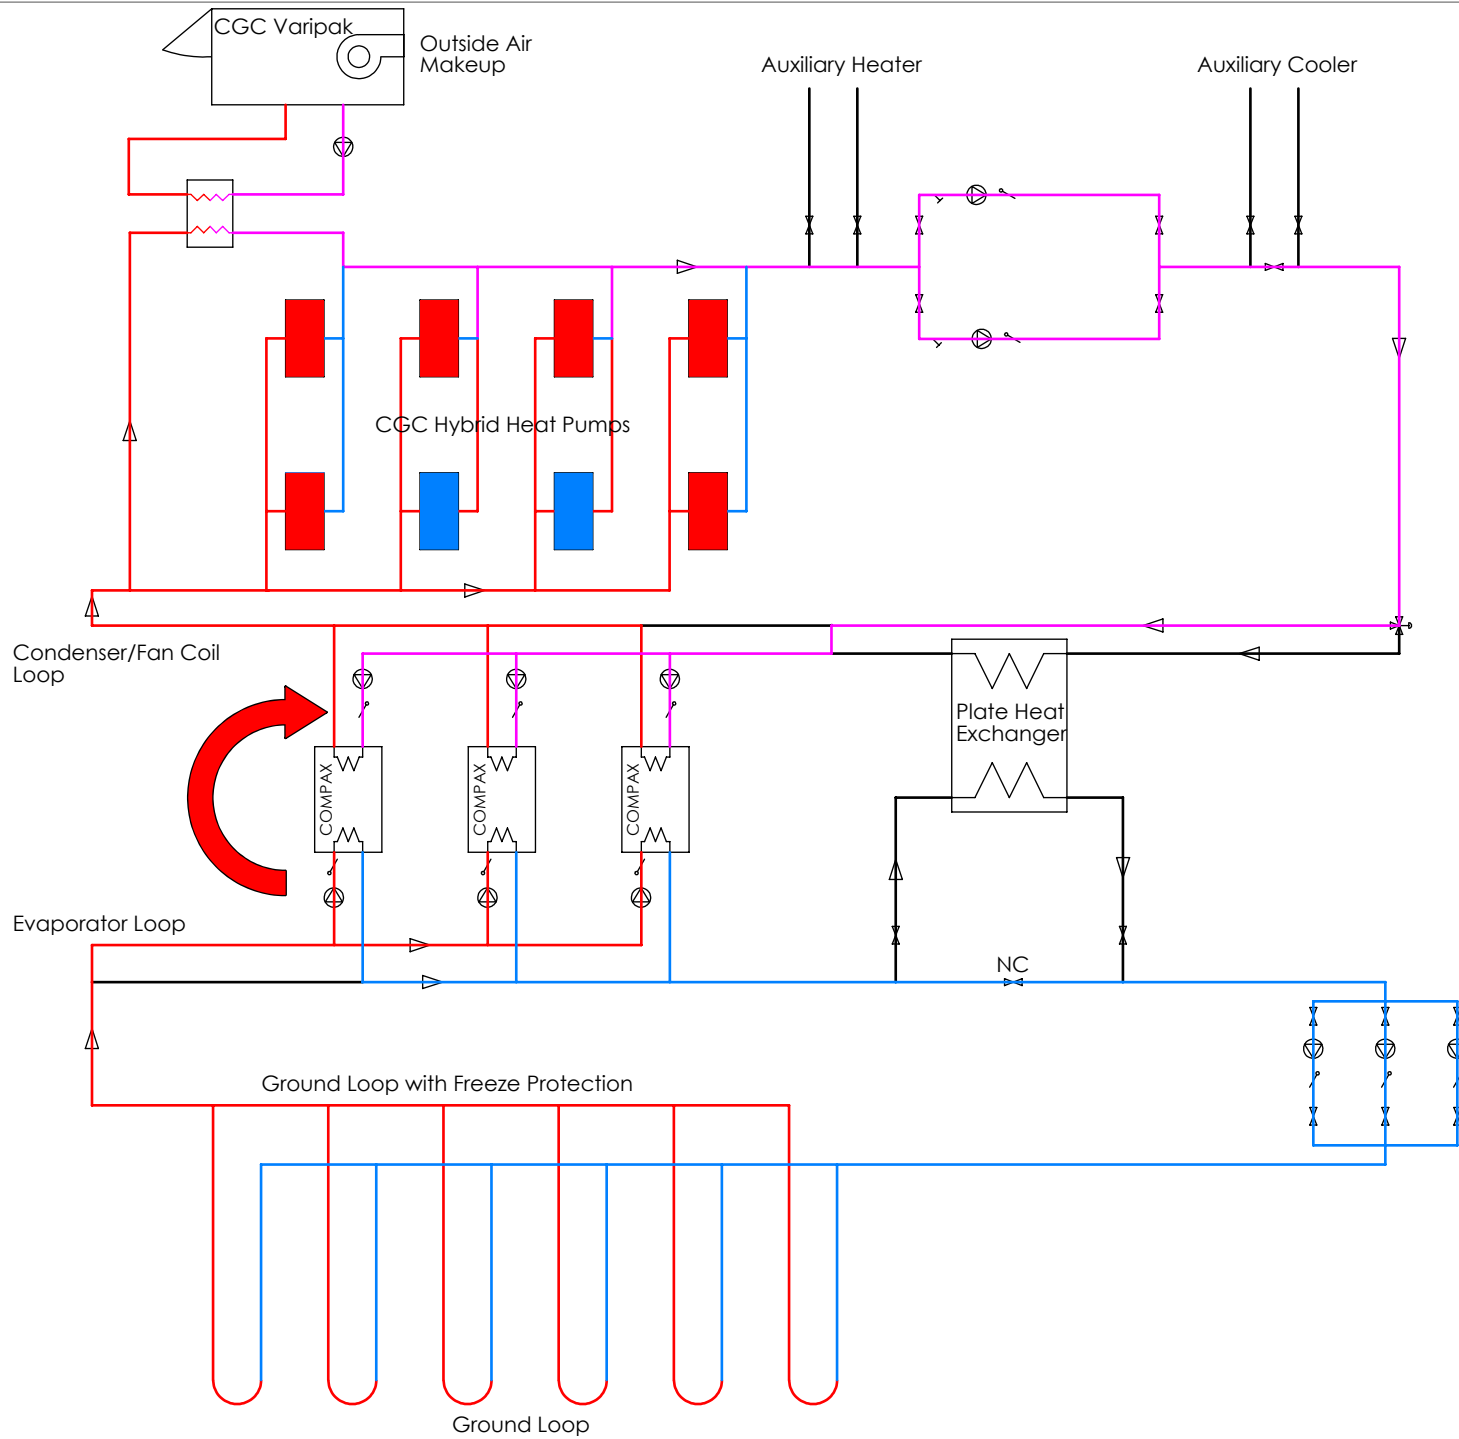 CGC Varipak
Outside Air
Makeup
Auxiliary Heater
Auxiliary Cooler
CGC Hybrid Heat Pumps
Condenser/Fan Coil
Loop
Plate Heat
Exchanger
COMPAX
COMPAX
COMPAX
Evaporator Loop
NC
Ground Loop with Freeze Protection
Ground Loop